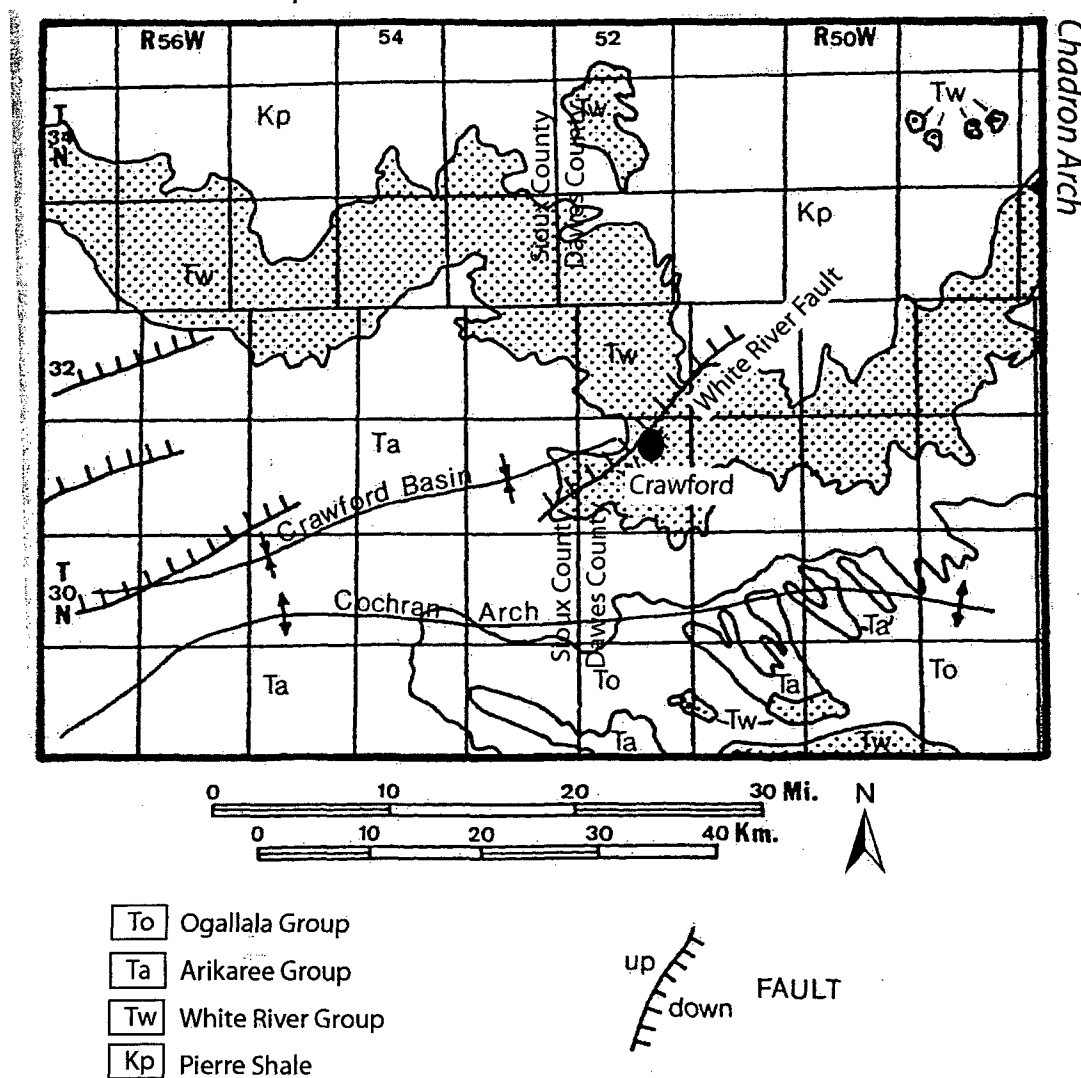 R56W 54 52 R50W
Chadron Arch
Kp
Tw
Tw
T
34
N
Sioux County
Dawes County
Kp
Tw
White River Fault
32
Tw
Ta
Crawford Basin
Crawford
T
30
N
Cochran Arch
Sioux County
Dawes County
Ta
Ta
To
Ta
To
Tw
Ta
Tw
0 10 20 30 Mi.
N
0 10 20 30 40 Km.
To Ogallala Group
Ta Arikaree Group
Tw White River Group
Kp Pierre Shale
up
down
FAULT